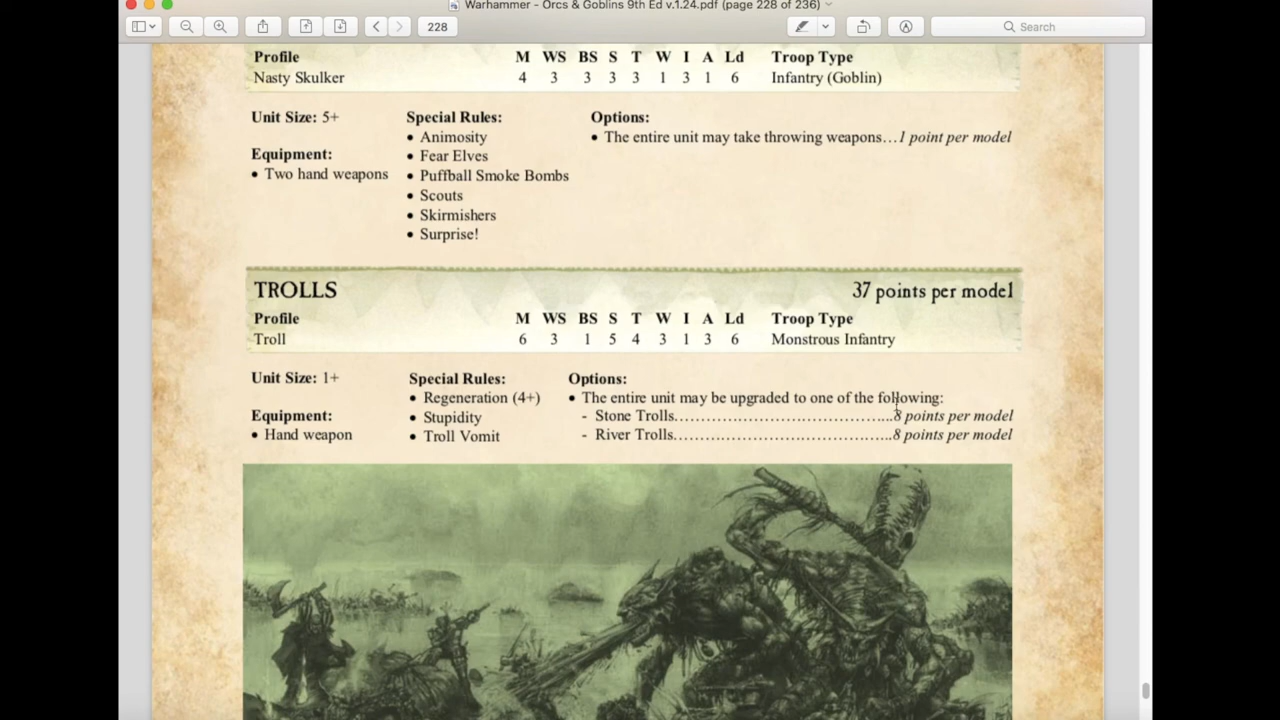 Warhammer - Orcs & Goblins 9th Ed v.1.24.pdf (page 228 of 236)
228
Search
Profile M WS BS S T W I A Ld Troop Type
Nasty Skulker 4 3 3 3 3 1 3 1 6 Infantry (Goblin)
Unit Size: 5+
Equipment:
• Two hand weapons
Special Rules:
• Animosity
• Fear Elves
• Puffball Smoke Bombs
• Scouts
• Skirmishers
• Surprise!
Options:
• The entire unit may take throwing weapons…1 point per model
TROLLS 37 points per model
Profile M WS BS S T W I A Ld Troop Type
Troll 6 3 1 5 4 3 1 3 6 Monstrous Infantry
Unit Size: 1+
Equipment:
• Hand weapon
Special Rules:
• Regeneration (4+)
• Stupidity
• Troll Vomit
Options:
• The entire unit may be upgraded to one of the following:
- Stone Trolls…………………………………..8 points per model
- River Trolls…………………………………..8 points per model